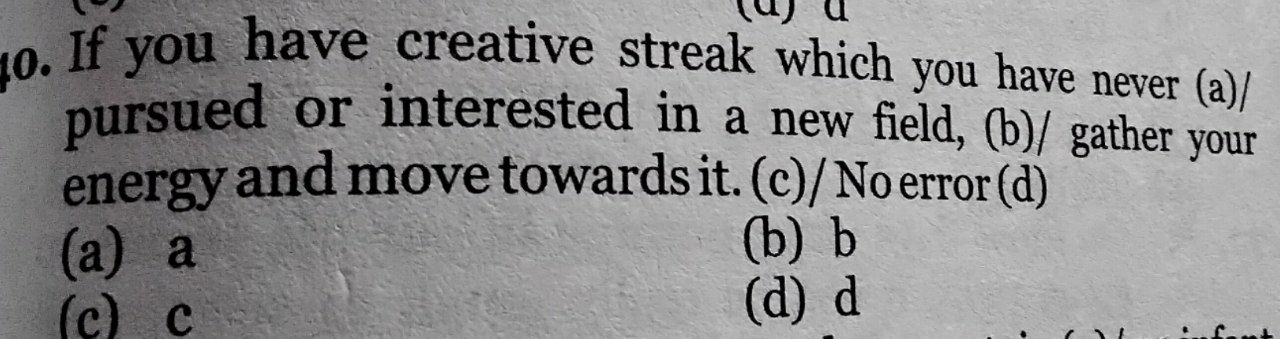 (d) d
40. If you have creative streak which you have never (a)/
pursued or interested in a new field, (b)/ gather your
energy and move towards it. (c)/ No error (d)
(a) a
(b) b
(c) c
(d) d